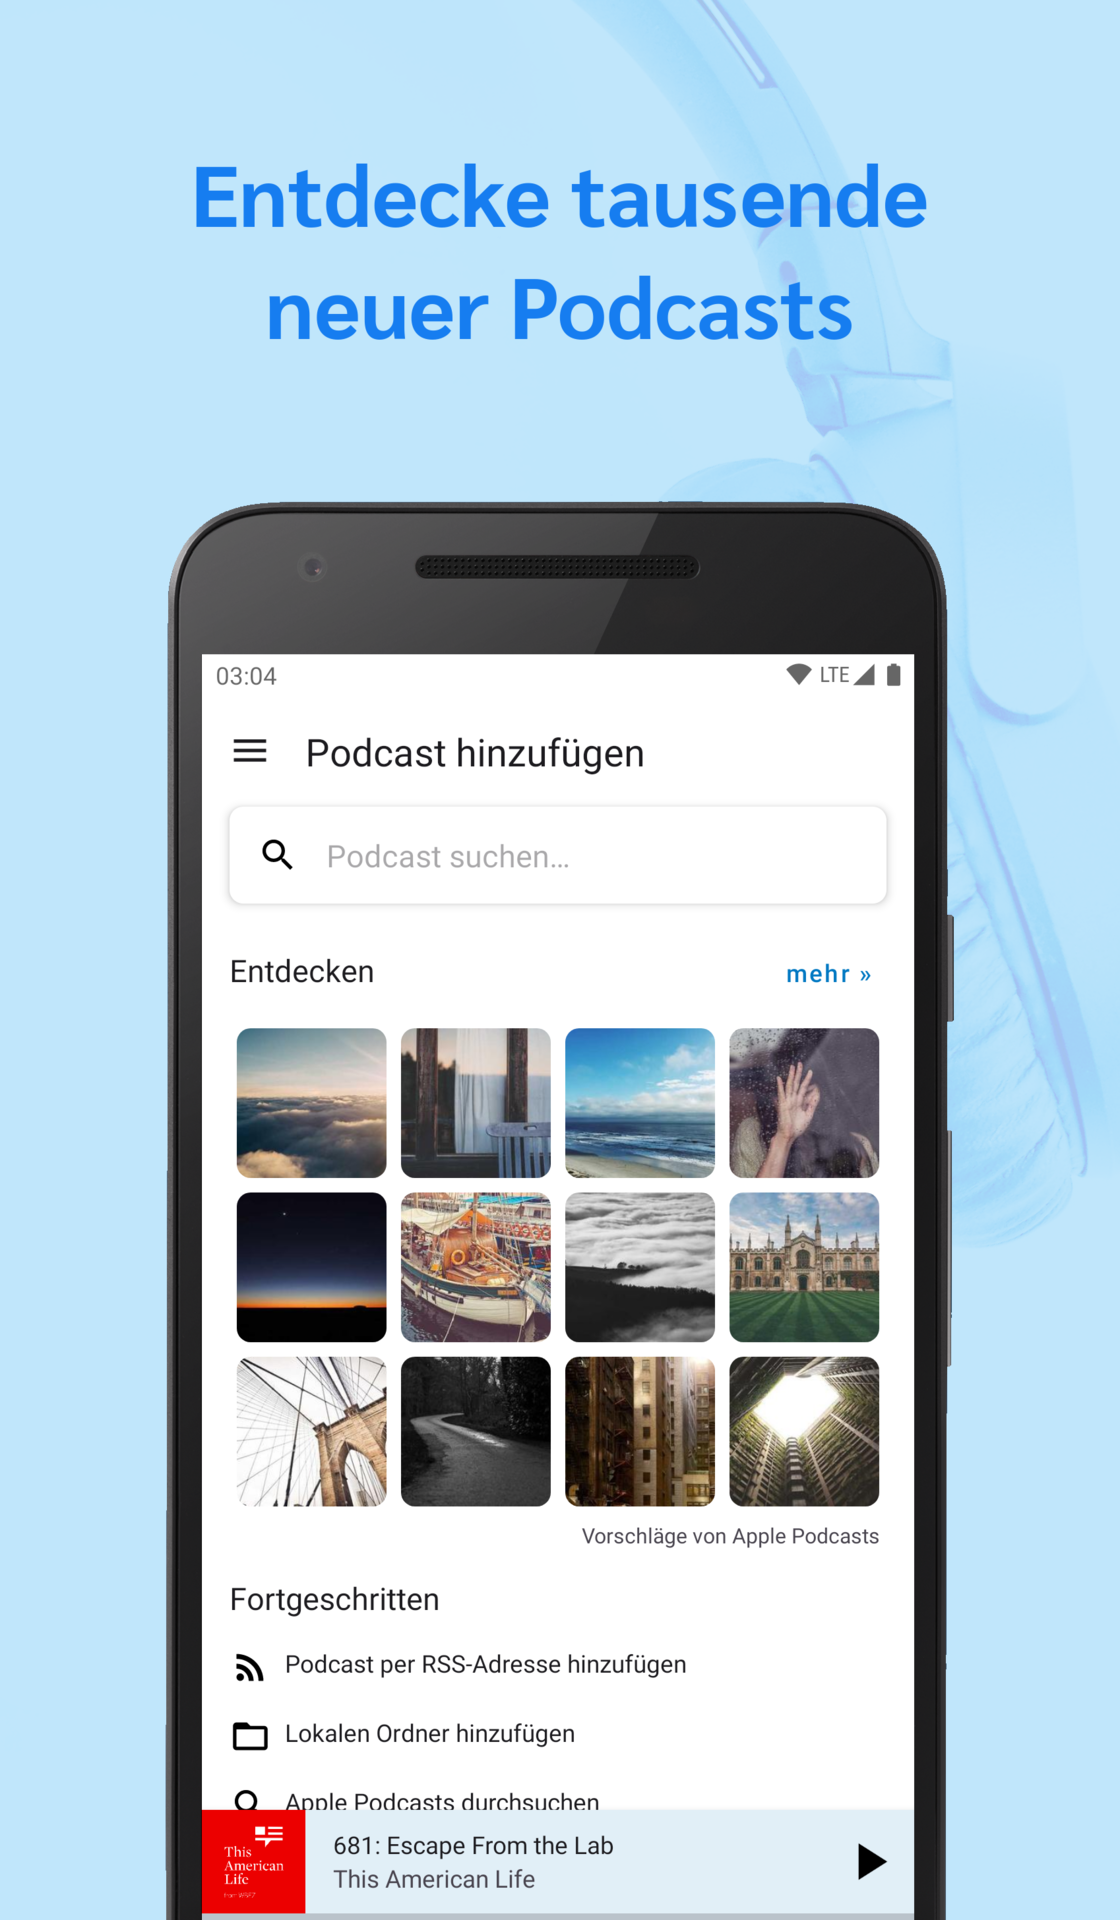 Entdecke tausende
neuer Podcasts
03:04
LTE
Podcast hinzufügen
Podcast suchen...
Entdecken
mehr »
Vorschläge von Apple Podcasts
Fortgeschritten
Podcast per RSS-Adresse hinzufügen
Lokalen Ordner hinzufügen
Apple Podcasts durchsuchen
This
American
Life
681: Escape From the Lab
This American Life